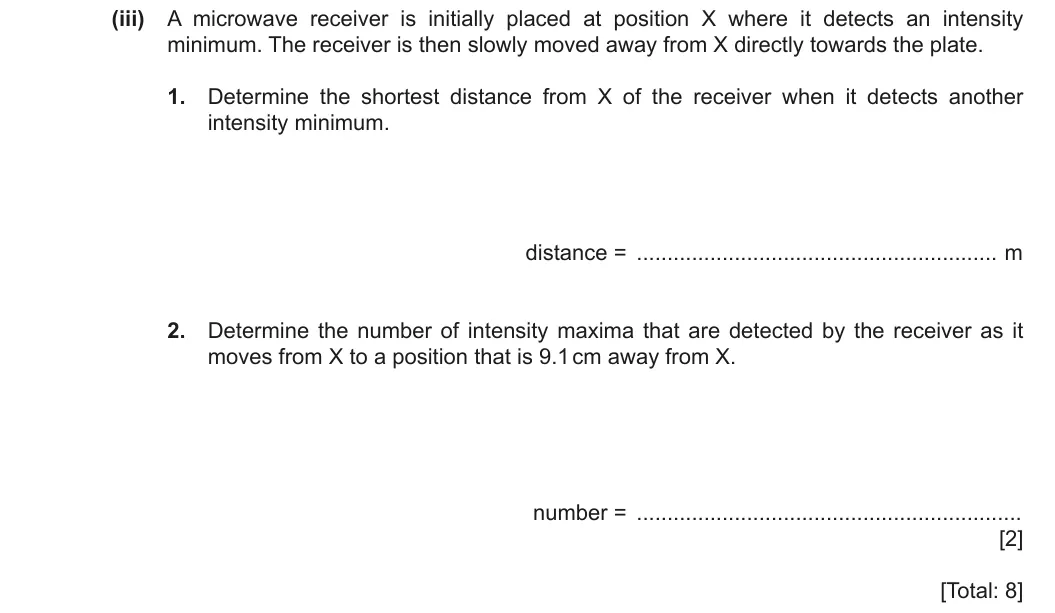 (iii) A microwave receiver is initially placed at position X where it detects an intensity
minimum. The receiver is then slowly moved away from X directly towards the plate.
1. Determine the shortest distance from X of the receiver when it detects another
intensity minimum.
distance = .......................................................... m
2. Determine the number of intensity maxima that are detected by the receiver as it
moves from X to a position that is 9.1 cm away from X.
number = ..............................................................
[2]
[Total: 8]